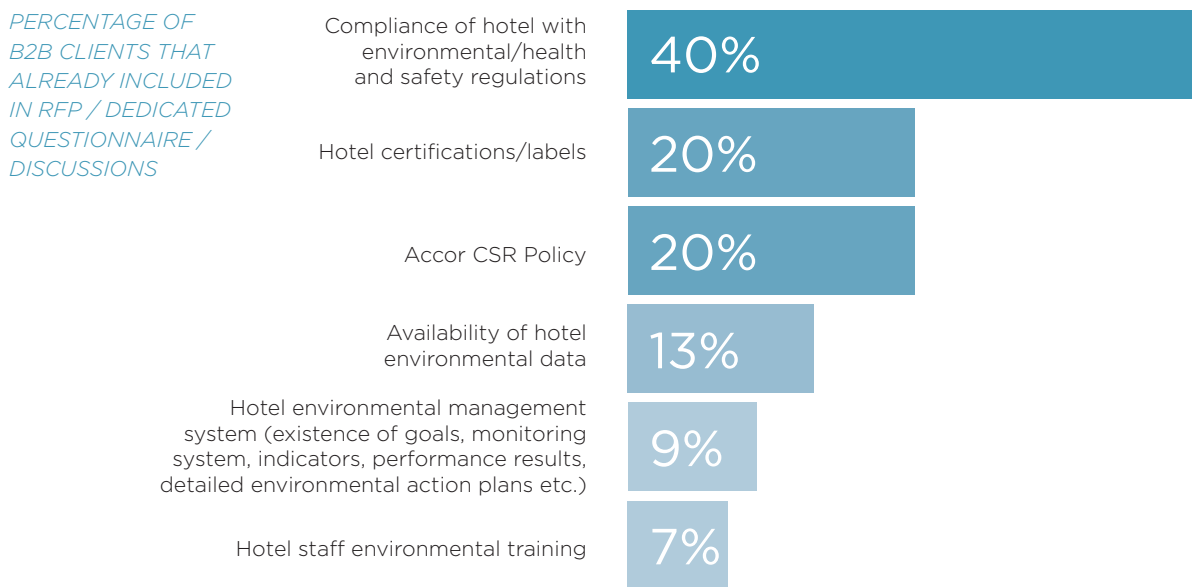 PERCENTAGE OF
B2B CLIENTS THAT
ALREADY INCLUDED
IN RFP / DEDICATED
QUESTIONNAIRE /
DISCUSSIONS
Compliance of hotel with
environmental/health
and safety regulations
40%
Hotel certifications/labels
20%
Accor CSR Policy
20%
Availability of hotel
environmental data
13%
Hotel environmental management
system (existence of goals, monitoring
system, indicators, performance results,
detailed environmental action plans etc.)
9%
Hotel staff environmental training
7%